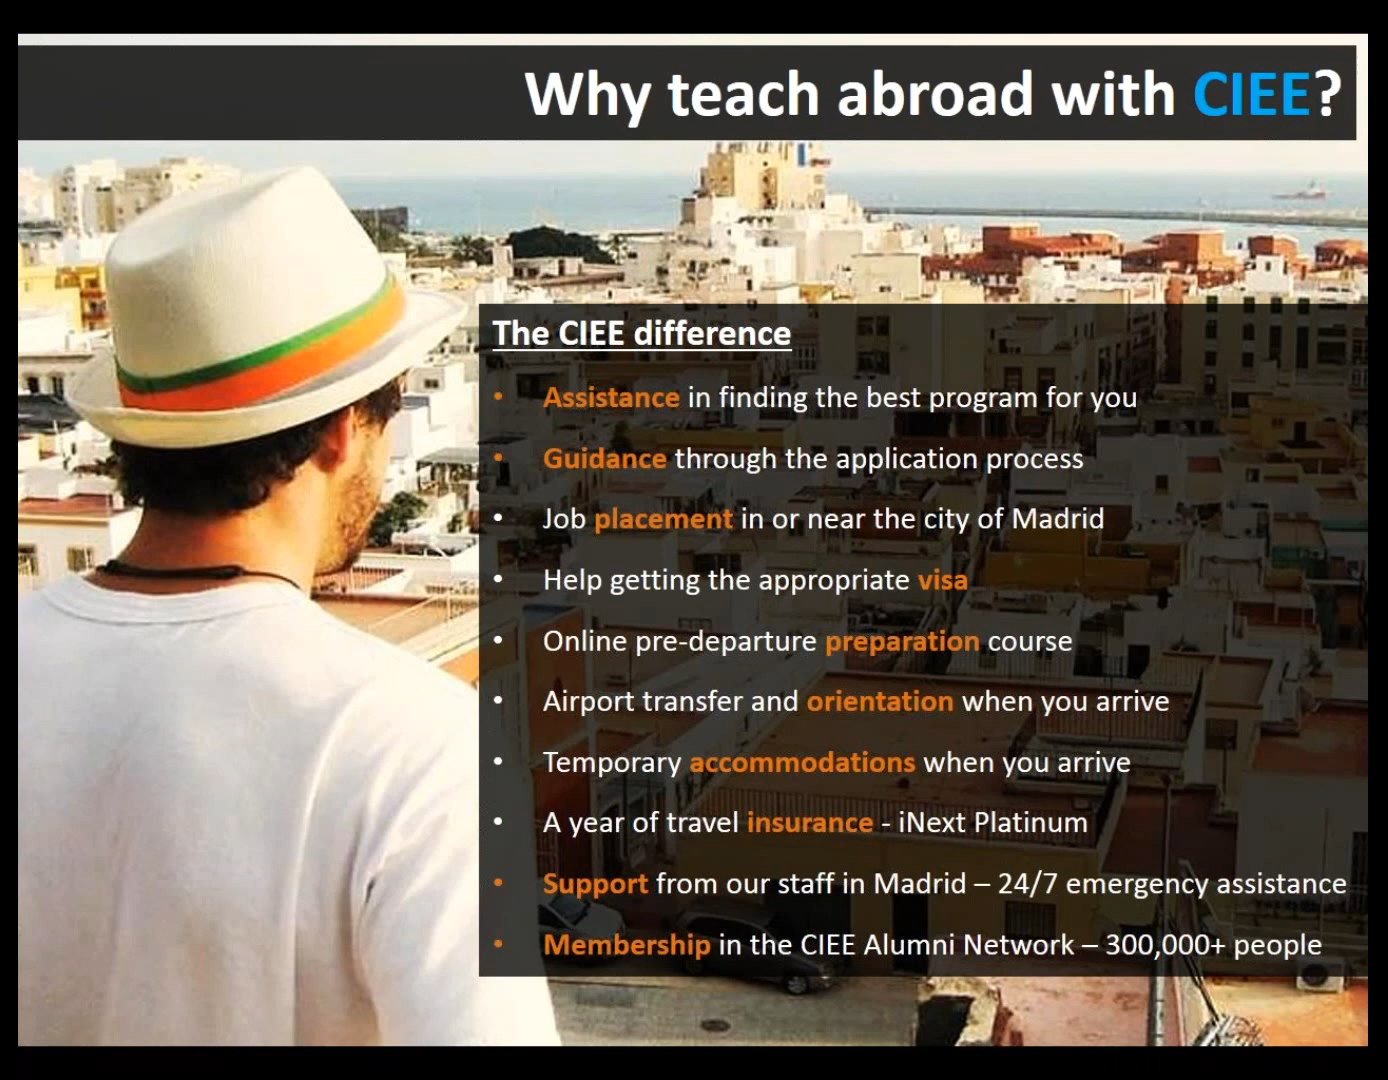 Why teach abroad with CIEE?
The CIEE difference
• Assistance in finding the best program for you
• Guidance through the application process
• Job placement in or near the city of Madrid
• Help getting the appropriate visa
• Online pre-departure preparation course
• Airport transfer and orientation when you arrive
• Temporary accommodations when you arrive
• A year of travel insurance - iNext Platinum
• Support from our staff in Madrid – 24/7 emergency assistance
• Membership in the CIEE Alumni Network – 300,000+ people